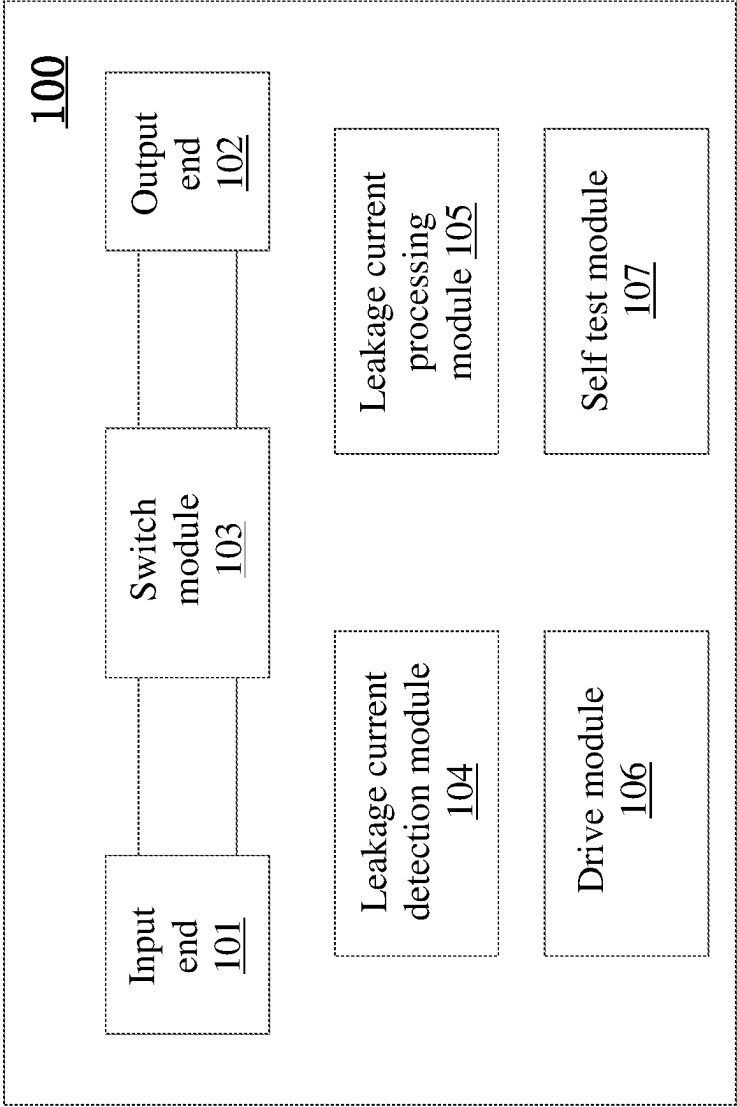 100
Input
end
101
Switch
module
103
Output
end
102
Leakage current
detection module
104
Leakage current
processing
module 105
Drive module
106
Self test module
107